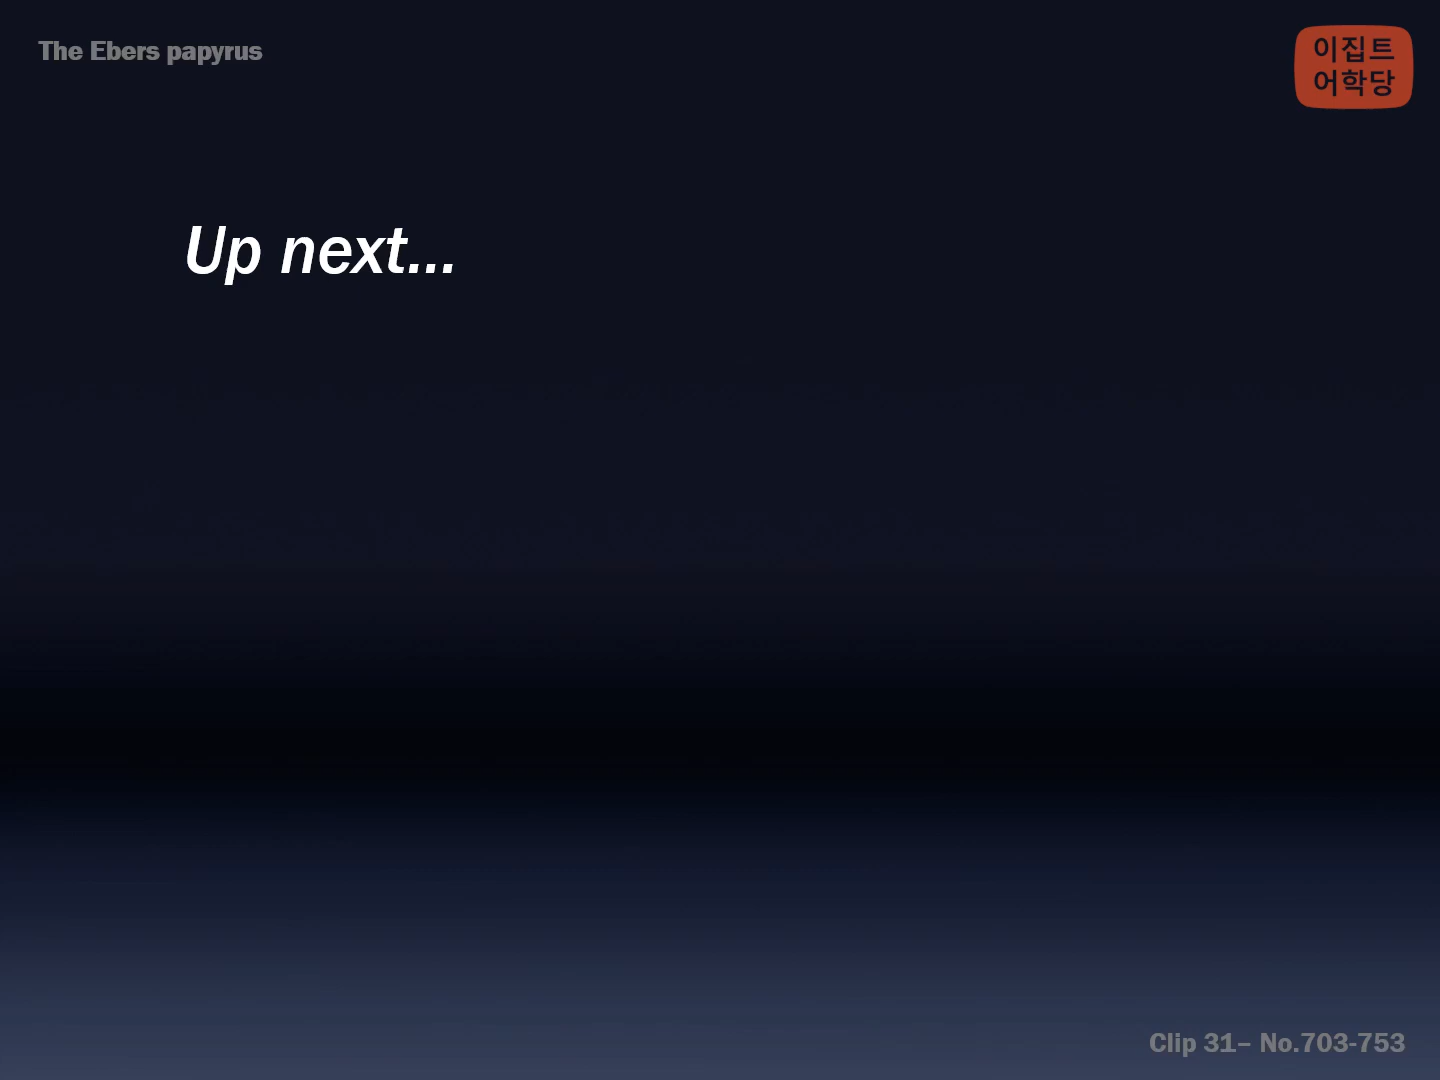 The Ebers papyrus
이집트
어학당
Up next...
Clip 31– No.703-753